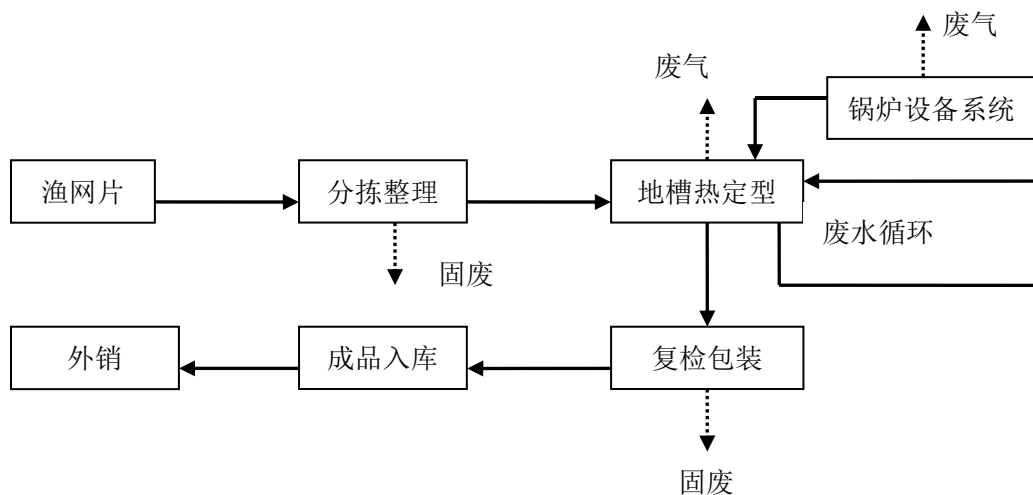 废气
废气
锅炉设备系统
渔网片
分拣整理
地槽热定型
废水循环
固废
外销
成品入库
复检包装
固废